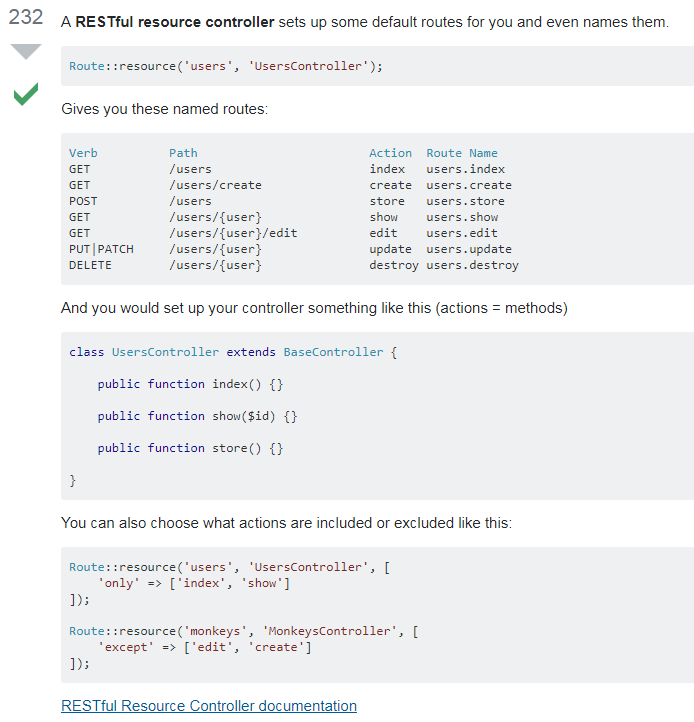 232
A RESTful resource controller sets up some default routes for you and even names them.
Route::resource('users', 'UsersController');
Gives you these named routes:
Verb          Path                        Action  Route Name
GET           /users                      index   users.index
GET           /users/create               create  users.create
POST          /users                      store   users.store
GET           /users/{user}               show    users.show
GET           /users/{user}/edit          edit    users.edit
PUT|PATCH     /users/{user}               update  users.update
DELETE        /users/{user}               destroy users.destroy
And you would set up your controller something like this (actions = methods)
class UsersController extends BaseController {
    public function index() {}
    public function show($id) {}
    public function store() {}
}
You can also choose what actions are included or excluded like this:
Route::resource('users', 'UsersController', [
    'only' => ['index', 'show']
]);
Route::resource('monkeys', 'MonkeysController', [
    'except' => ['edit', 'create']
]);
RESTful Resource Controller documentation